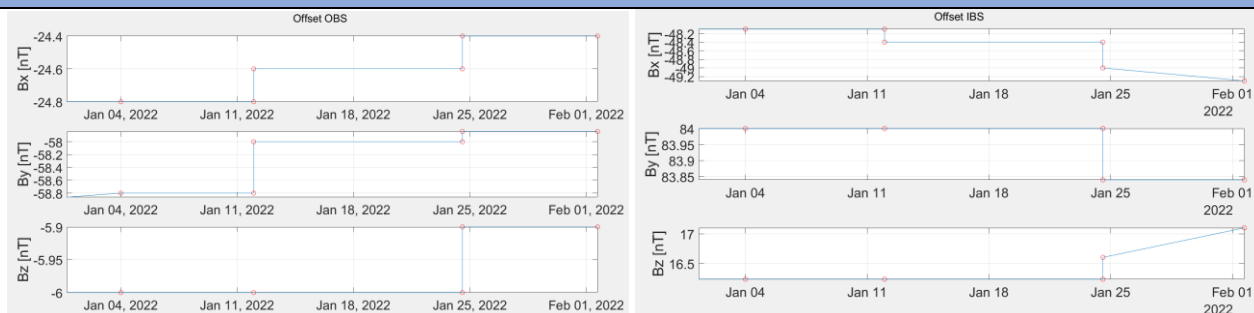 Offset OBS
Bx [nT]
-24.4
-24.6
-24.8
Jan 04, 2022 Jan 11, 2022 Jan 18, 2022 Jan 25, 2022 Feb 01, 2022
By [nT]
-58
-58.2
-58.4
-58.6
-58.8
Jan 04, 2022 Jan 11, 2022 Jan 18, 2022 Jan 25, 2022 Feb 01, 2022
Bz [nT]
-5.9
-5.95
-6
Jan 04, 2022 Jan 11, 2022 Jan 18, 2022 Jan 25, 2022 Feb 01, 2022
Offset IBS
Bx [nT]
-48.2
-48.4
-48.6
-48.8
-49
-49.2
Jan 04 Jan 11 Jan 18 Jan 25 Feb 01
2022
By [nT]
84
83.95
83.9
83.85
Jan 04 Jan 11 Jan 18 Jan 25 Feb 01
2022
Bz [nT]
17
16.5
Jan 04 Jan 11 Jan 18 Jan 25 Feb 01
2022